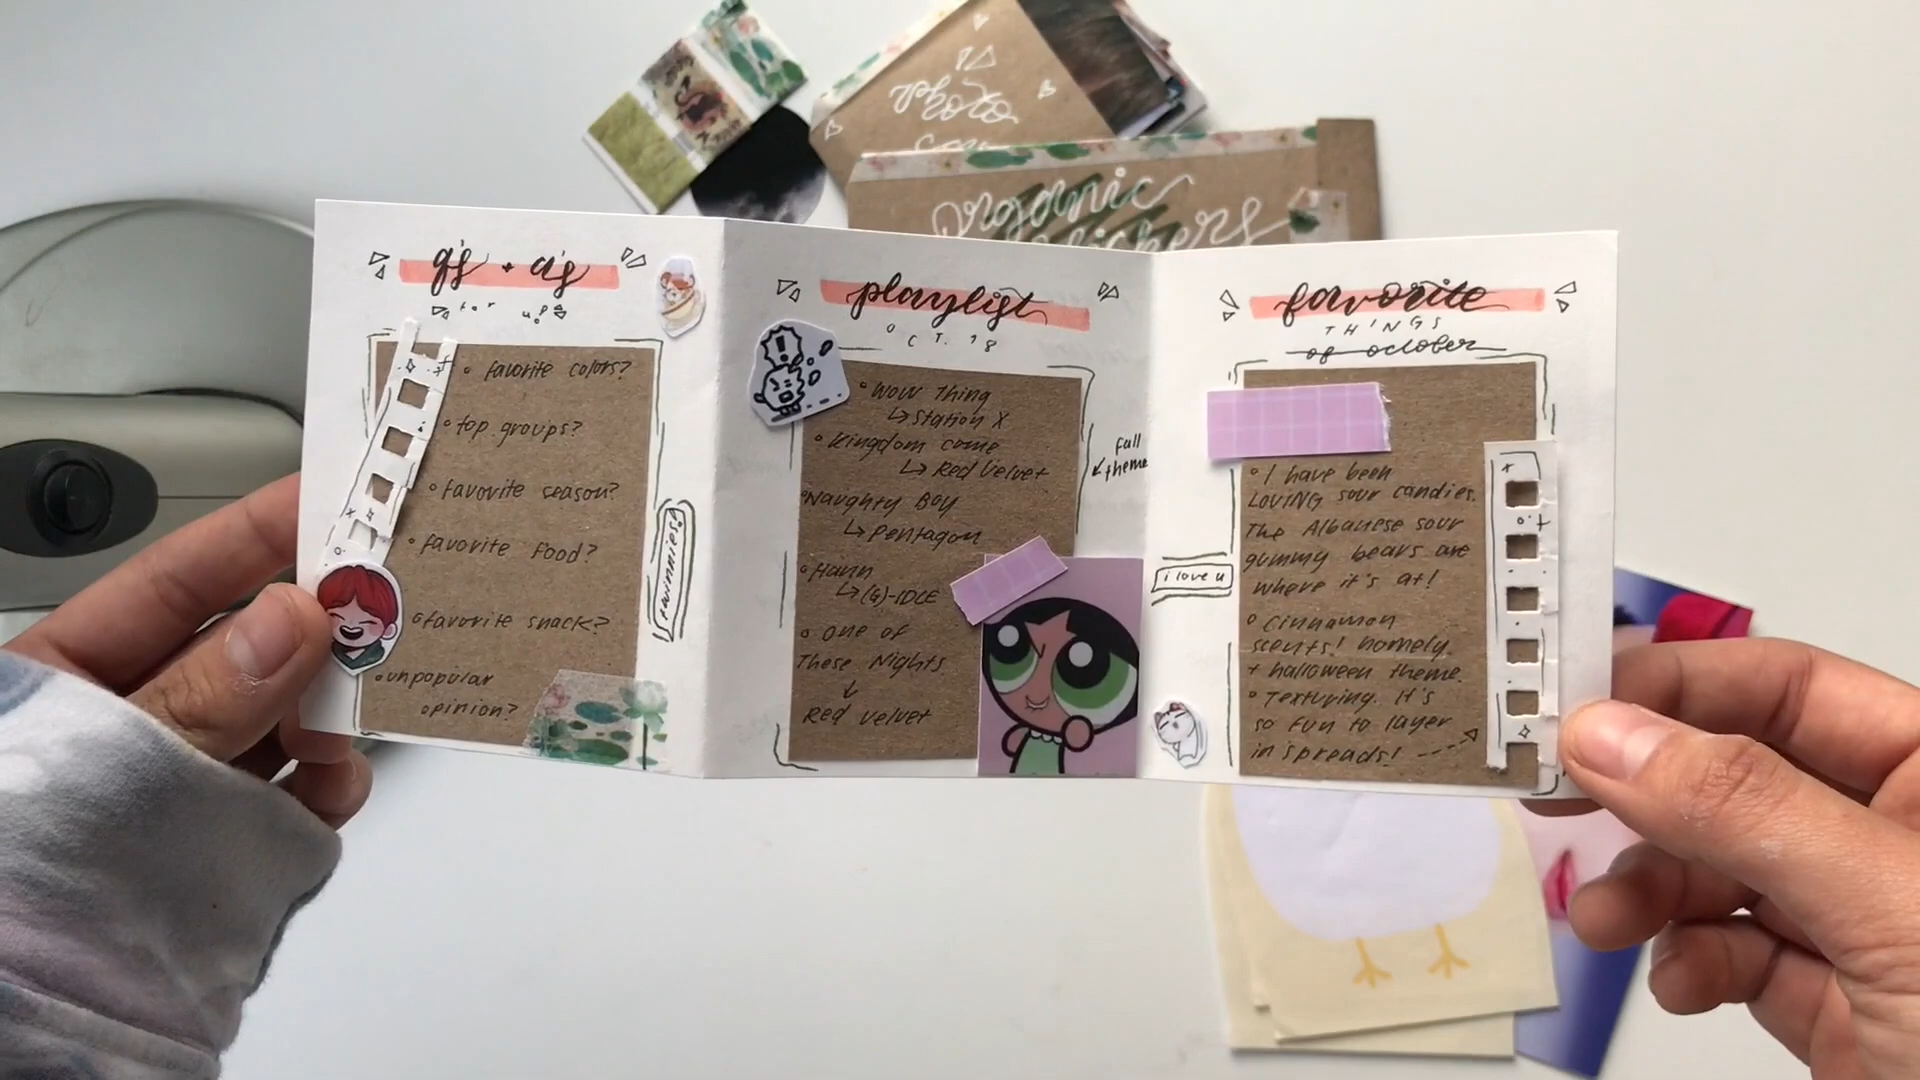 organic
stickers
q's + a's
for u!
• favorite colors?
• top groups?
• favorite season?
• favorite food?
• favorite snack?
• unpopular
opinion?
twinnies!
playlist
OCT. 18
• Wow Thing
↳ Station X
• Kingdom come
↳ Red Velvet
• Naughty Boy
↳ Pentagon
• Hann
↳ (G)-IDLE
• One of
These Nights
↓
Red Velvet
fall
theme
i love u
favorite
THINGS
of october
• I have been
LOVING sour candies.
The Albanese sour
gummy bears are
where it's at!
• Cinnamon
scents! homely
+ halloween theme.
• Texturing. It's
so fun to layer
in spreads!